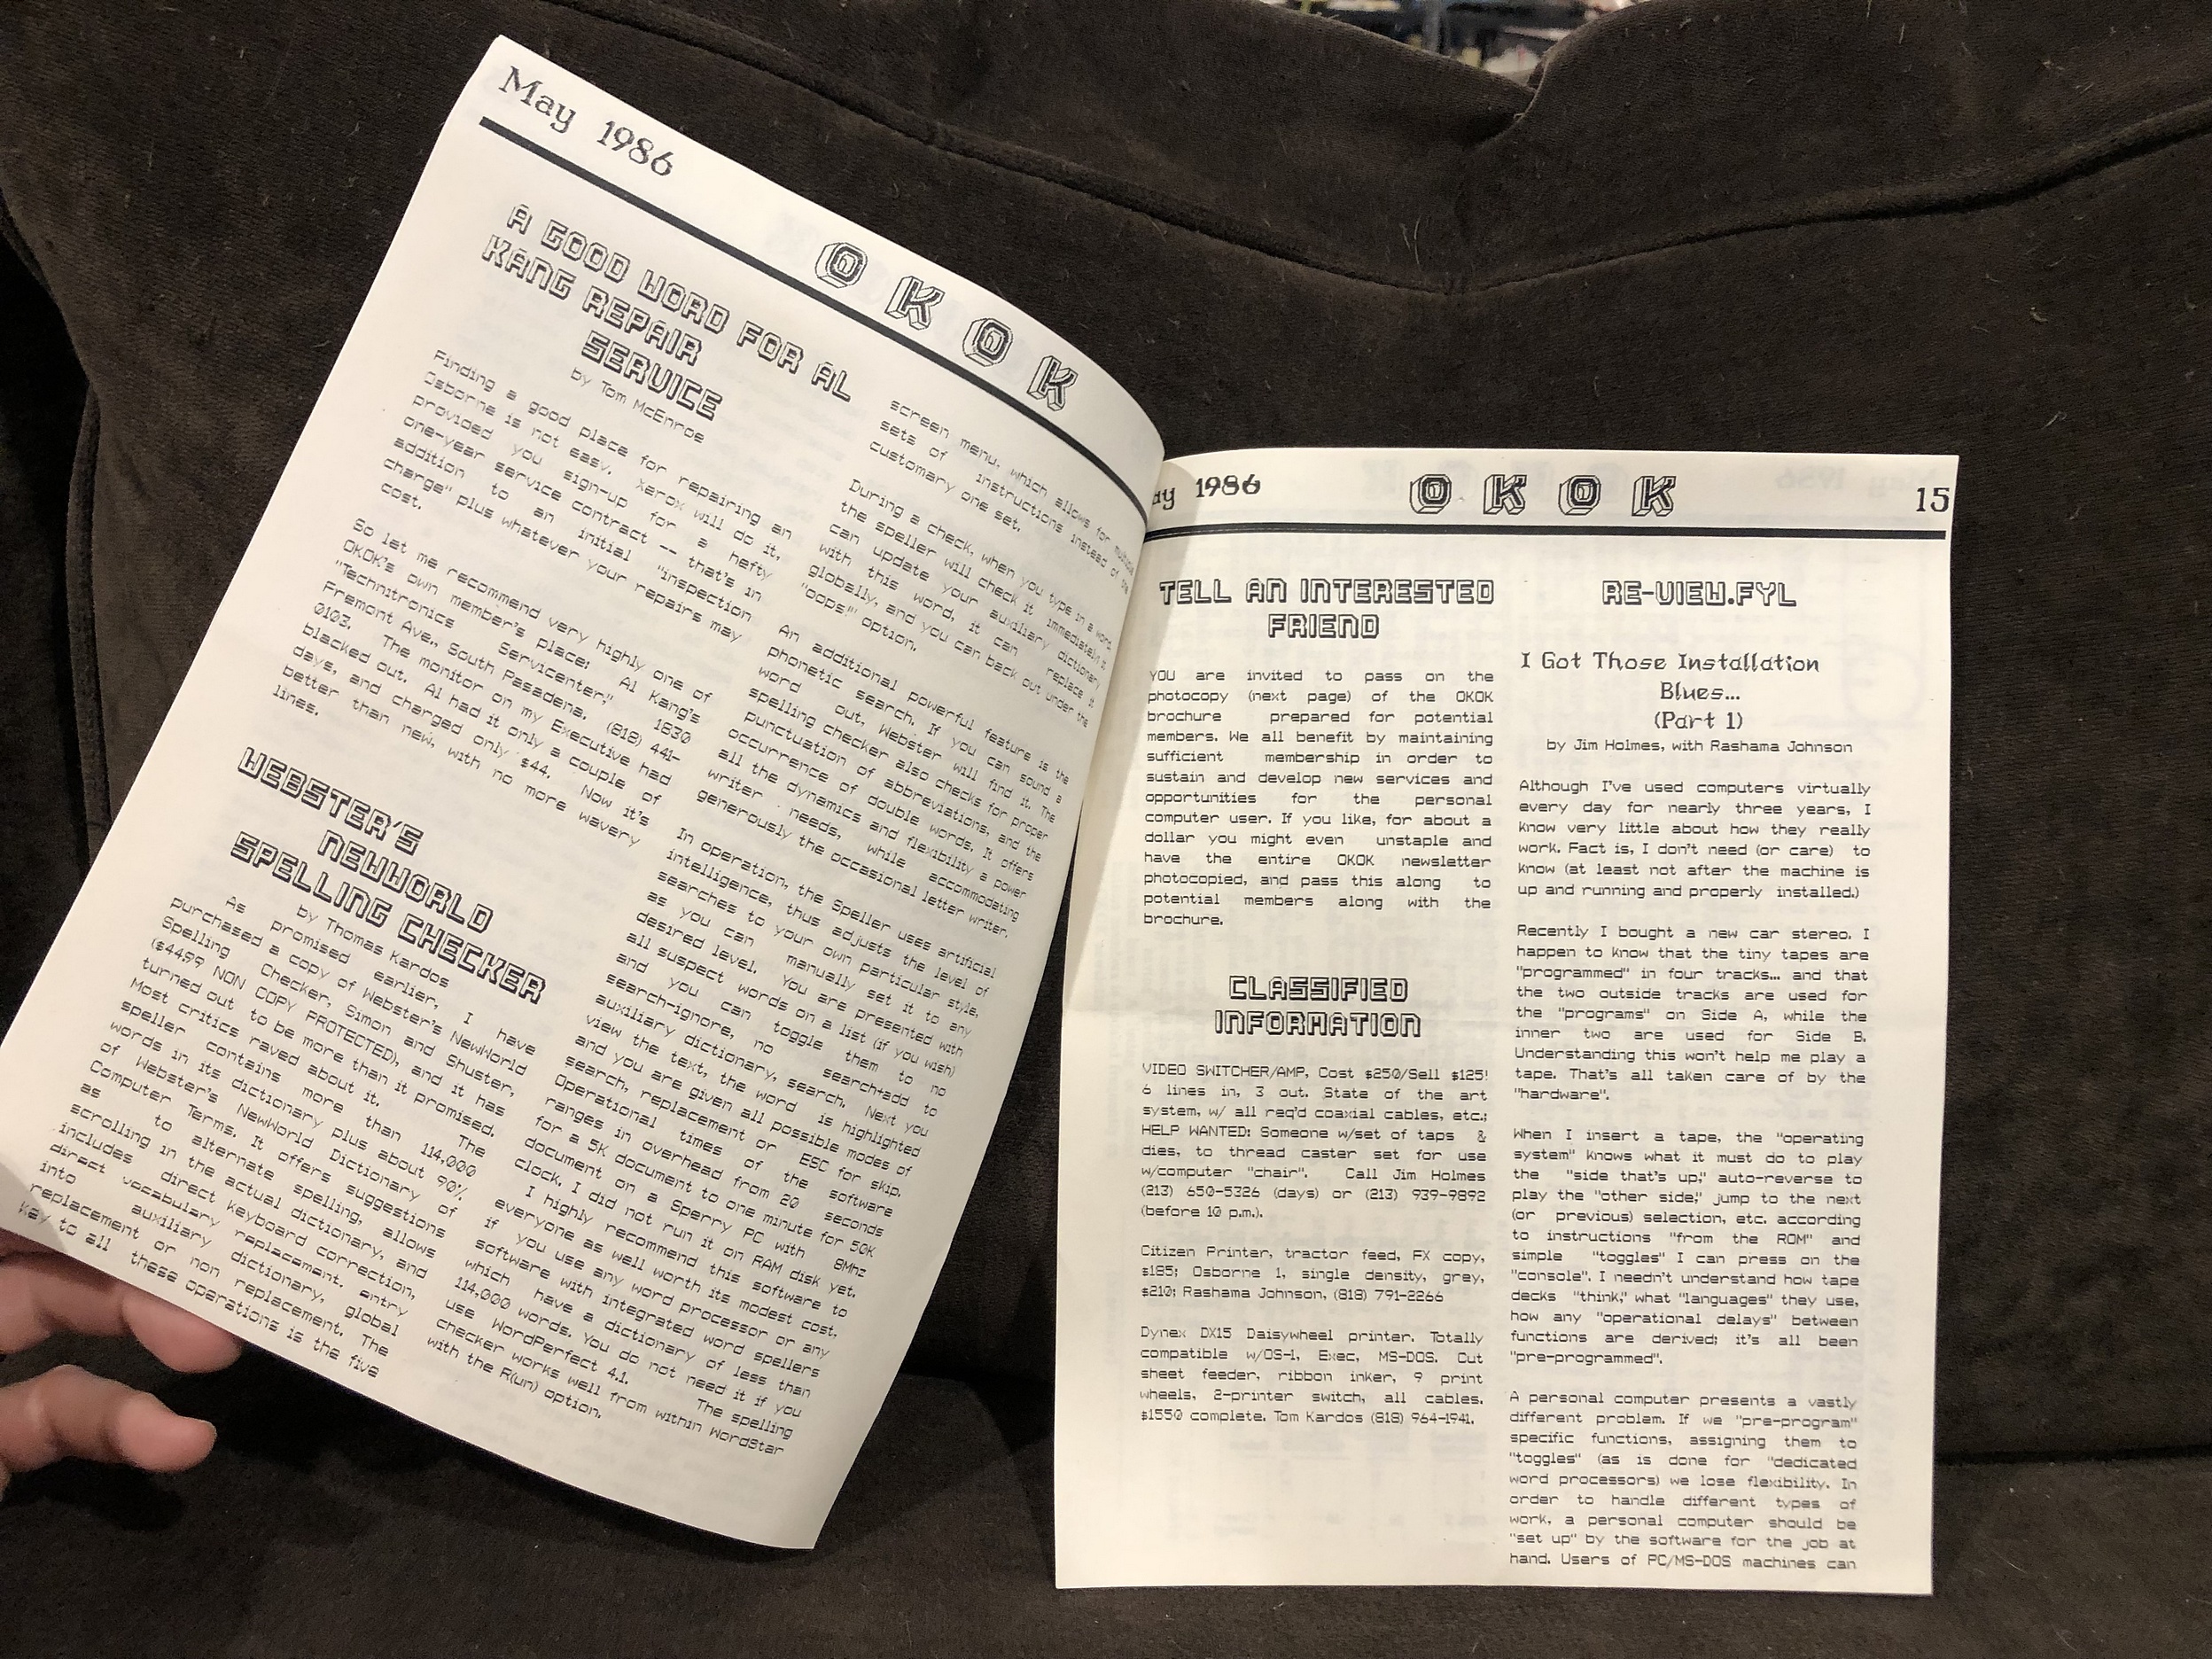 May 1986
O K O K
A GOOD WORD FOR AL
KANG REPAIR
SERVICE
by Tom McEnroe
Finding a good place for repairing an
Osborne is not easy. Xerox will do it,
provided you sign-up for a hefty
one-year service contract -- that's in
addition to an initial "inspection
charge" plus whatever your repairs may
cost.
So let me recommend very highly one of
OKOK's own member's place: Al Kang's
"Technitronics Servicenter," 1830
Fremont Ave., South Pasadena. (818) 441-
0103. The monitor on my Executive had
blacked out. Al had it only a couple of
days, and charged only $44. Now it's
better than new, with no more wavery
lines.
WEBSTER'S
NEWWORLD
SPELLING CHECKER
by Thomas Kardos
As promised earlier, I have
purchased a copy of Webster's NewWorld
Spelling Checker, Simon and Shuster,
($44.99 NON COPY PROTECTED), and it has
turned out to be more than it promised.
Most critics raved about it. The
speller contains more than 114,000
words in its dictionary plus about 90%
of Webster's NewWorld Dictionary of
Computer Terms. It offers suggestions
as to alternate spelling, allows
scrolling in the actual dictionary, and
includes direct keyboard correction,
direct vocabulary replacement. entry
into auxiliary dictionary, global
replacement or non replacement. The
key to all these operations is the five
screen menu, which allows for multiple
sets of instructions instead of the
customary one set.
During a check, when you type in a word,
the speller will check it immediately, it
can update your auxiliary dictionary
with this word, it can replace it
globally, and you can back out under the
"oops!" option.
An additional powerful feature is the
phonetic search. If you can sound a
word out, Webster will find it. The
spelling checker also checks for proper
punctuation of abbreviations, and the
occurrence of double words. It offers
all the dynamics and flexibility a power
writer needs, while accommodating
generously the occasional letter writer.
In operation, the Speller uses artificial
intelligence, thus adjusts the level of
searches to your own particular style,
as you can manually set it to any
desired level. You are presented with
all suspect words on a list (if you wish)
and you can toggle them to no
search-ignore, no search+add to
auxiliary dictionary, search. Next you
view the text, the word is highlighted
and you are given all possible modes of
search, replacement or ESC for skip.
Operational times of the software
ranges in overhead from 20 seconds
for a 5K document to one minute for 50K
document on a Sperry PC with 8Mhz
clock. I did not run it on RAM disk yet.
I highly recommend this software to
everyone as well worth its modest cost,
if you use any word processor or any
software with integrated word spellers
which have a dictionary of less than
114,000 words. You do not need it if you
use WordPerfect 4.1. The spelling
checker works well from within WordStar
with the R(un) option.
ay 1986
O K O K
15
TELL AN INTERESTED
FRIEND
YOU are invited to pass on the
photocopy (next page) of the OKOK
brochure prepared for potential
members. We all benefit by maintaining
sufficient membership in order to
sustain and develop new services and
opportunities for the personal
computer user. If you like, for about a
dollar you might even unstaple and
have the entire OKOK newsletter
photocopied, and pass this along to
potential members along with the
brochure.
CLASSIFIED
INFORMATION
VIDEO SWITCHER/AMP, Cost $250/Sell $125!
6 lines in, 3 out. State of the art
system, w/ all req'd coaxial cables, etc.;
HELP WANTED: Someone w/set of taps &
dies, to thread caster set for use
w/computer "chair". Call Jim Holmes
(213) 650-5326 (days) or (213) 939-9892
(before 10 p.m.).
Citizen Printer, tractor feed, FX copy,
$185; Osborne 1, single density, grey,
$210; Rashama Johnson, (818) 791-2266
Dynex DX15 Daisywheel printer. Totally
compatible w/OS-1, Exec, MS-DOS. Cut
sheet feeder, ribbon inker, 9 print
wheels, 2-printer switch, all cables.
$1550 complete. Tom Kardos (818) 964-1941.
RE-VIEW.FYL
I Got Those Installation
Blues...
(Part 1)
by Jim Holmes, with Rashama Johnson
Although I've used computers virtually
every day for nearly three years, I
know very little about how they really
work. Fact is, I don't need (or care) to
know (at least not after the machine is
up and running and properly installed.)
Recently I bought a new car stereo. I
happen to know that the tiny tapes are
"programmed" in four tracks... and that
the two outside tracks are used for
the "programs" on Side A, while the
inner two are used for Side B.
Understanding this won't help me play a
tape. That's all taken care of by the
"hardware".
When I insert a tape, the "operating
system" knows what it must do to play
the "side that's up," auto-reverse to
play the "other side," jump to the next
(or previous) selection, etc. according
to instructions "from the ROM" and
simple "toggles" I can press on the
"console". I needn't understand how tape
decks "think," what "languages" they use,
how any "operational delays" between
functions are derived; it's all been
"pre-programmed".
A personal computer presents a vastly
different problem. If we "pre-program"
specific functions, assigning them to
"toggles" (as is done for "dedicated
word processors) we lose flexibility. In
order to handle different types of
work, a personal computer should be
"set up" by the software for the job at
hand. Users of PC/MS-DOS machines can